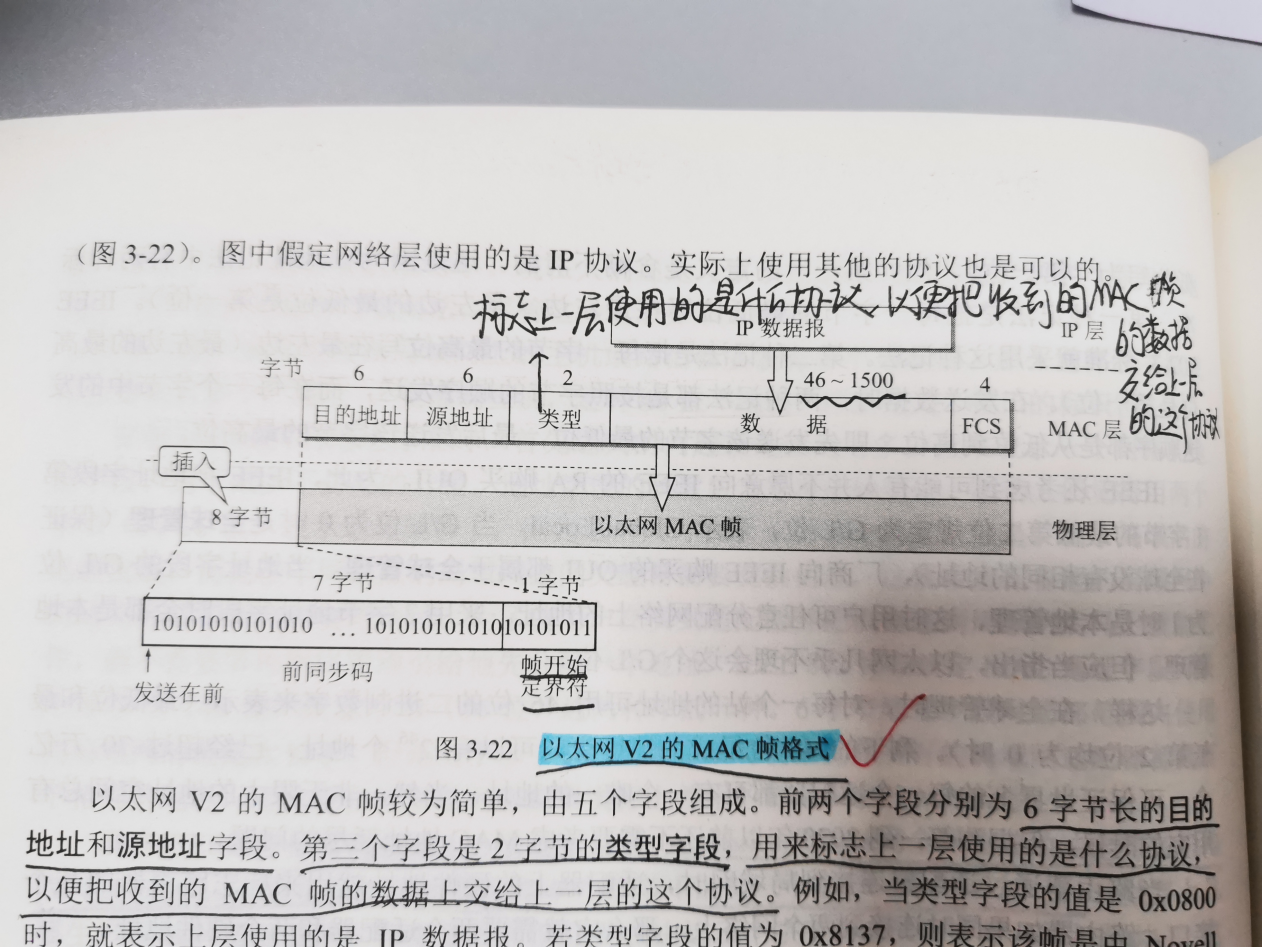 （图 3-22）。图中假定网络层使用的是 IP 协议。实际上使用其他的协议也是可以的。
标志上一层使用的是什么协议，以便把收到的MAC 帧
的数据
交给上一层
的这个协议
IP 数据报
IP 层
字节 6 6 2 46~1500 4
目的地址 源地址 类型 数 据 FCS MAC 层
插入
8 字节 以太网 MAC 帧 物理层
7 字节 1 字节
10101010101010 … 101010101010 10101011
发送在前 前同步码 帧开始
定界符
图 3-22 以太网 V2 的 MAC 帧格式
以太网 V2 的 MAC 帧较为简单，由五个字段组成。前两个字段分别为 6 字节长的目的
地址和源地址字段。第三个字段是 2 字节的类型字段，用来标志上一层使用的是什么协议，
以便把收到的 MAC 帧的数据上交给上一层的这个协议。例如，当类型字段的值是 0x0800
时，就表示上层使用的是 IP 数据报。若类型字段的值为 0x8137，则表示该帧是由